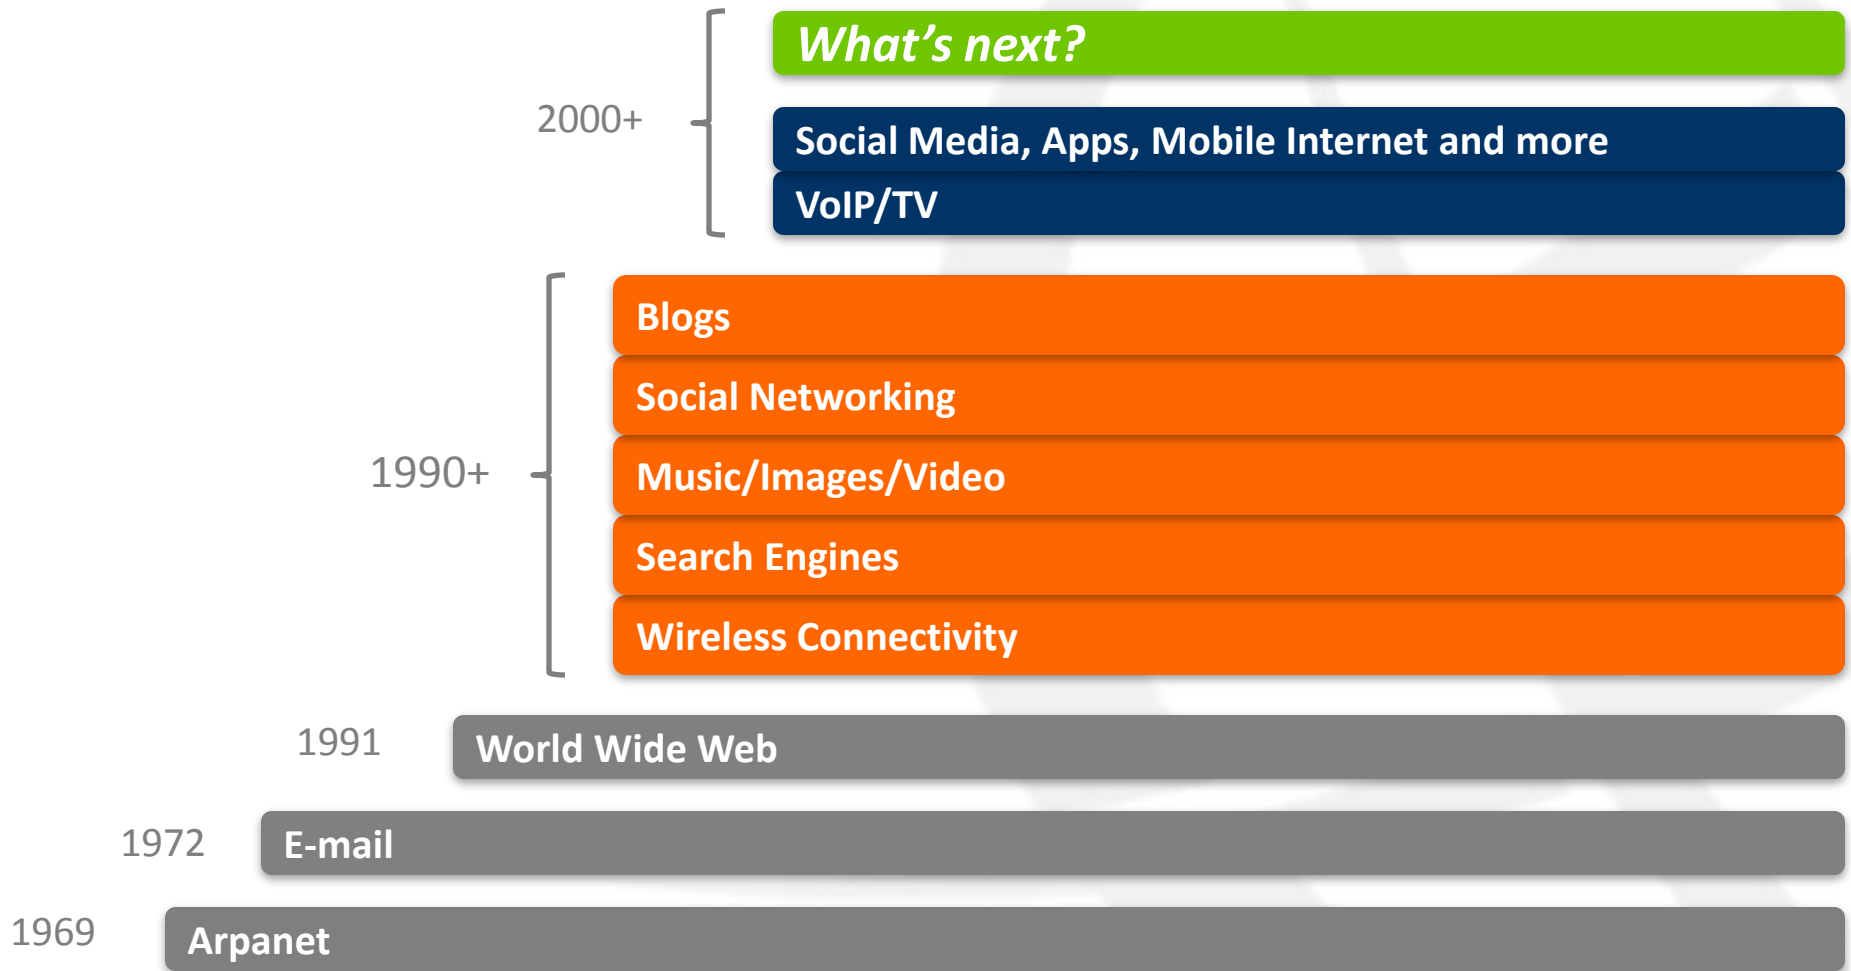 What's next?
2000+
Social Media, Apps, Mobile Internet and more
VoIP/TV
Blogs
Social Networking
1990+
Music/Images/Video
Search Engines
Wireless Connectivity
1991
World Wide Web
1972
E-mail
1969
Arpanet